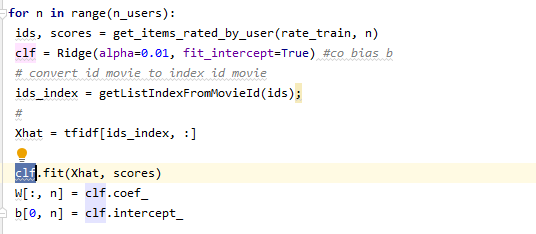 for n in range(n_users):
ids, scores = get_items_rated_by_user(rate_train, n)
clf = Ridge(alpha=0.01, fit_intercept=True) #co bias b
# convert id movie to index id movie
ids_index = getListIndexFromMovieId(ids);
#
Xhat = tfidf[ids_index, :]
clf.fit(Xhat, scores)
W[:, n] = clf.coef_
b[0, n] = clf.intercept_